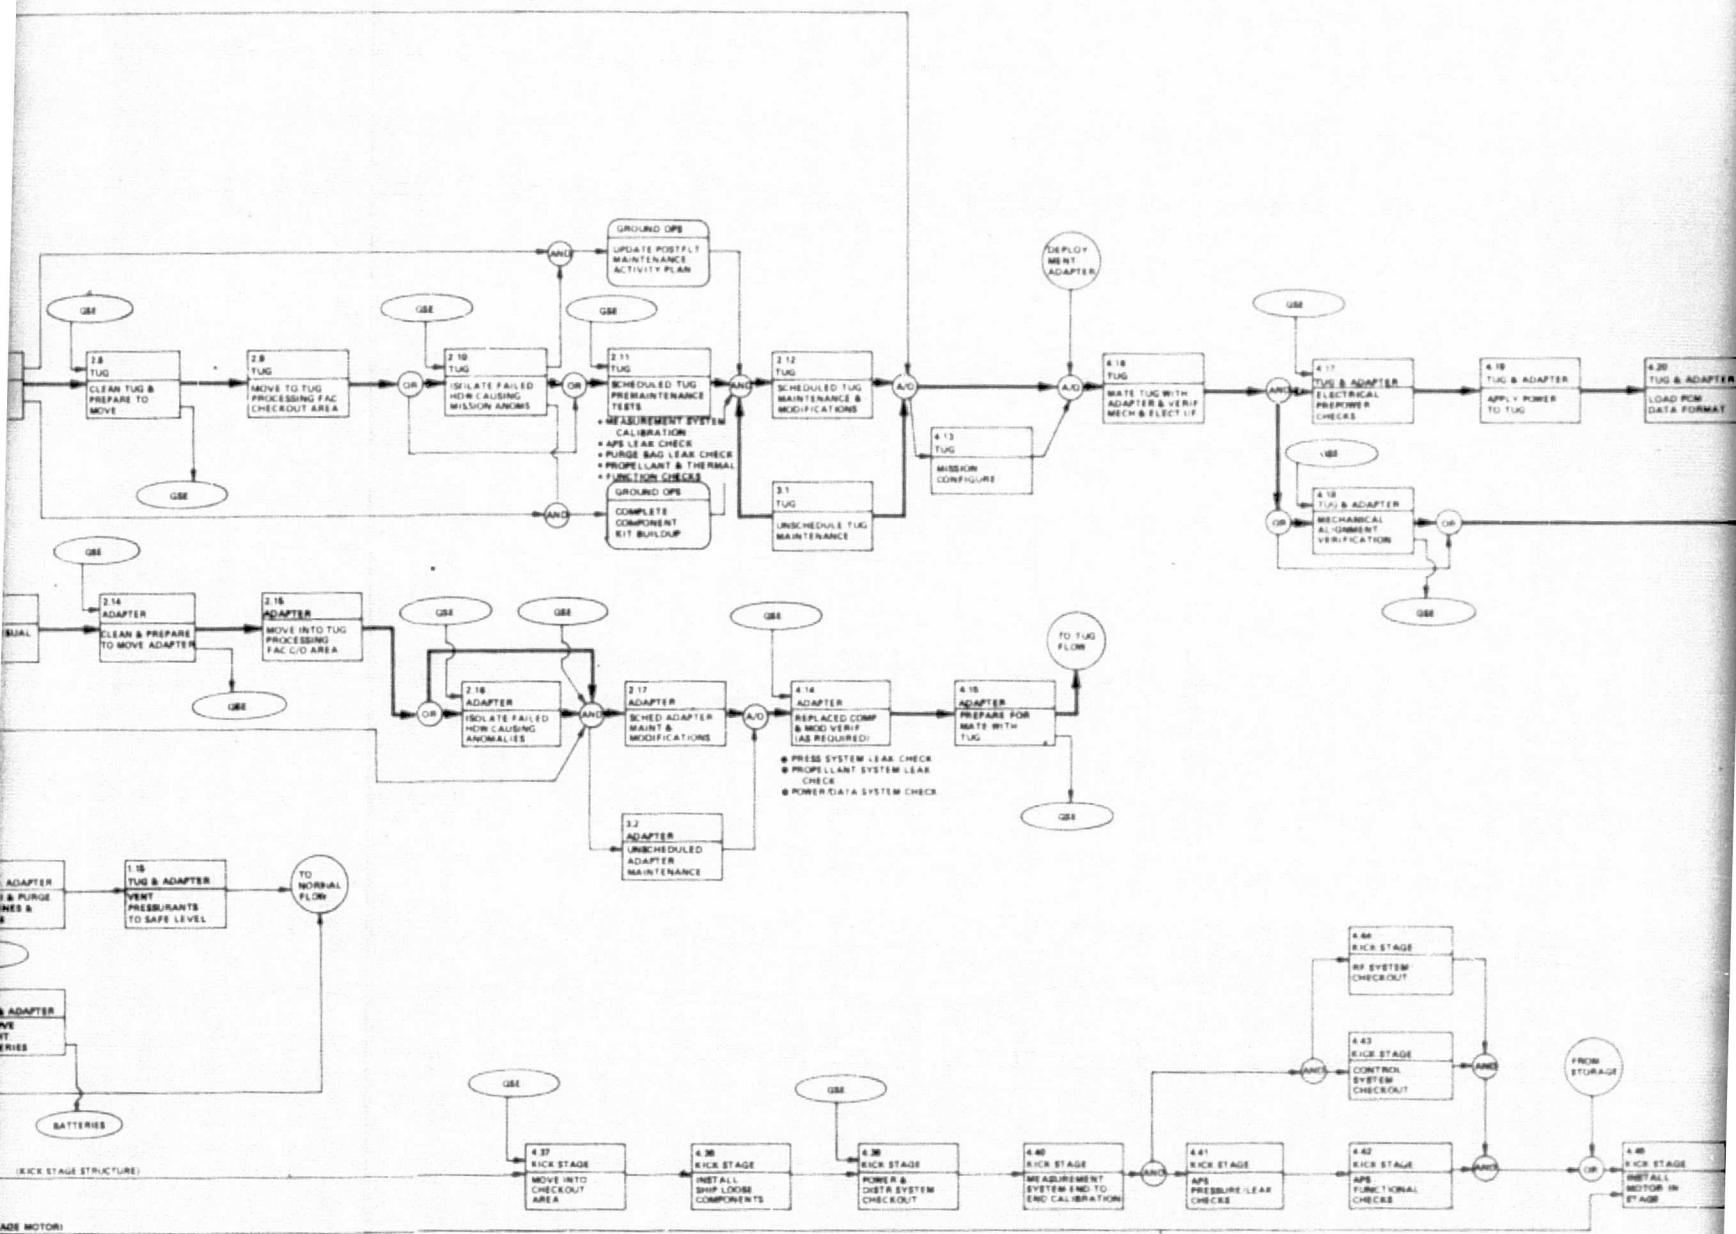 GROUND OPS
UPDATE POSTFLT
MAINTENANCE
ACTIVITY PLAN
AND
DEPLOY
MENT
ADAPTER
GSE
GSE
GSE
GSE
2.8
TUG
CLEAN TUG &
PREPARE TO
MOVE
2.9
TUG
MOVE TO TUG
PROCESSING FAC
CHECKOUT AREA
OR
2.10
TUG
ISOLATE FAILED
HDW CAUSING
MISSION ANOMS
OR
2.11
TUG
SCHEDULED TUG
PREMAINTENANCE
TESTS
• MEASUREMENT SYSTEM
CALIBRATION
• APS LEAK CHECK
• PURGE BAG LEAK CHECK
• PROPELLANT & THERMAL
• FUNCTION CHECKS
AND
2.12
TUG
SCHEDULED TUG
MAINTENANCE &
MODIFICATIONS
A/O
4.13
TUG
MISSION
CONFIGURE
A/O
4.16
TUG
MATE TUG WITH
ADAPTER & VERIF
MECH & ELECT I/F
AND
4.17
TUG & ADAPTER
ELECTRICAL
PREPOWER
CHECKS
4.19
TUG & ADAPTER
APPLY POWER
TO TUG
4.20
TUG & ADAPTER
LOAD PCM
DATA FORMAT
GSE
AND
GROUND OPS
COMPLETE
COMPONENT
KIT BUILDUP
3.1
TUG
UNSCHEDULE TUG
MAINTENANCE
GSE
OR
4.18
TUG & ADAPTER
MECHANICAL
ALIGNMENT
VERIFICATION
OR
GSE
GSE
SUAL
2.14
ADAPTER
CLEAN & PREPARE
TO MOVE ADAPTER
GSE
2.15
ADAPTER
MOVE INTO TUG
PROCESSING
FAC C/O AREA
GSE
GSE
GSE
TO TUG
FLOW
OR
2.16
ADAPTER
ISOLATE FAILED
HDW CAUSING
ANOMALIES
AND
2.17
ADAPTER
SCHED ADAPTER
MAINT &
MODIFICATIONS
A/O
4.14
ADAPTER
REPLACED COMP
& MOD VERIF
(AS REQUIRED)
• PRESS SYSTEM LEAK CHECK
• PROPELLANT SYSTEM LEAK
CHECK
• POWER/DATA SYSTEM CHECK
4.15
ADAPTER
PREPARE FOR
MATE WITH
TUG
GSE
3.2
ADAPTER
UNSCHEDULED
ADAPTER
MAINTENANCE
ADAPTER
& PURGE
NES &
1.15
TUG & ADAPTER
VENT
PRESSURANTS
TO SAFE LEVEL
TO
NORMAL
FLOW
& ADAPTER
VE
ERIES
BATTERIES
4.44
KICK STAGE
RF SYSTEM
CHECKOUT
AND
4.43
KICK STAGE
CONTROL
SYSTEM
CHECKOUT
AND
FROM
STORAGE
GSE
GSE
(KICK STAGE STRUCTURE)
4.37
KICK STAGE
MOVE INTO
CHECKOUT
AREA
4.38
KICK STAGE
INSTALL
SHIP LOOSE
COMPONENTS
KICK STAGE
POWER &
DISTR SYSTEM
CHECKOUT
4.40
KICK STAGE
MEASUREMENT
SYSTEM END TO
END CALIBRATION
AND
4.41
KICK STAGE
APS
PRESSURE/LEAK
CHECKS
4.42
KICK STAGE
APS
FUNCTIONAL
CHECKS
AND
OR
KICK STAGE
INSTALL
MOTOR IN
STAGE
AGE MOTOR)